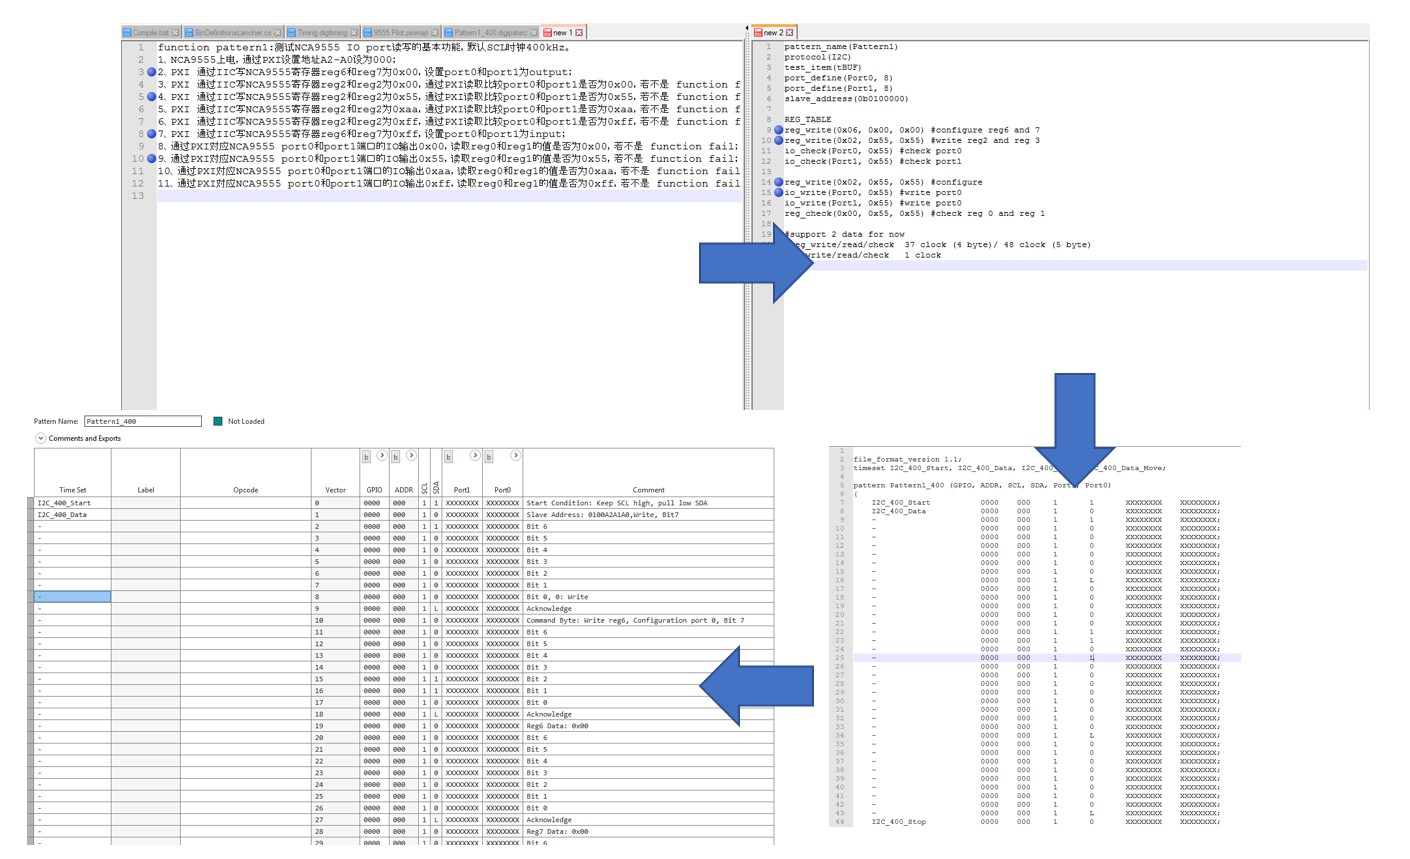 Compile.bat BinDefinitionsLancher.cs Timing.digitiming 9555 Pilot.pinmap Pattern1_400.digipatsrc new 1
1 function pattern1:测试NCA9555 IO port读写的基本功能,默认SCL时钟400kHz。
2 1、NCA9555上电,通过PXI设置地址A2-A0设为000;
3 2、PXI 通过IIC写NCA9555寄存器reg6和reg7为0x00,设置port0和port1为output;
4 3、PXI 通过IIC写NCA9555寄存器reg2和reg2为0x00,通过PXI读取比较port0和port1是否为0x00,若不是 function f
5 4、PXI 通过IIC写NCA9555寄存器reg2和reg2为0x55,通过PXI读取比较port0和port1是否为0x55,若不是 function f
6 5、PXI 通过IIC写NCA9555寄存器reg2和reg2为0xaa,通过PXI读取比较port0和port1是否为0xaa,若不是 function f
7 6、PXI 通过IIC写NCA9555寄存器reg2和reg2为0xff,通过PXI读取比较port0和port1是否为0xff,若不是 function f
8 7、PXI 通过IIC写NCA9555寄存器reg6和reg7为0xff,设置port0和port1为input;
9 8、通过PXI对应NCA9555 port0和port1端口的IO输出0x00,读取reg0和reg1的值是否为0x00,若不是 function fail;
10 9、通过PXI对应NCA9555 port0和port1端口的IO输出0x55,读取reg0和reg1的值是否为0x55,若不是 function fail;
11 10、通过PXI对应NCA9555 port0和port1端口的IO输出0xaa,读取reg0和reg1的值是否为0xaa,若不是 function fail
12 11、通过PXI对应NCA9555 port0和port1端口的IO输出0xff,读取reg0和reg1的值是否为0xff,若不是 function fail
13
new 2
1 pattern_name(Pattern1)
2 protocol(I2C)
3 test_item(tBUF)
4 port_define(Port0, 8)
5 port_define(Port1, 8)
6 slave_address(0b0100000)
7
8 REG_TABLE
9 reg_write(0x06, 0x00, 0x00) #configure reg6 and 7
10 reg_write(0x02, 0x55, 0x55) #write reg2 and reg 3
11 io_check(Port0, 0x55) #check port0
12 io_check(Port1, 0x55) #check port1
13
14 reg_write(0x02, 0x55, 0x55) #configure
15 io_write(Port0, 0x55) #write port0
16 io_write(Port1, 0x55) #write port0
17 reg_check(0x00, 0x55, 0x55) #check reg 0 and reg 1
18
19 #support 2 data for now
eg_write/read/check 37 clock (4 byte)/ 48 clock (5 byte)
write/read/check 1 clock
Pattern Name: Pattern1_400 Not Loaded
Comments and Exports
b b b b
Time Set Label Opcode Vector GPIO ADDR SCL SDA Port1 Port0 Comment
I2C_400_Start 0 0000 000 1 1 XXXXXXXX XXXXXXXX Start Condition: Keep SCL high, pull low SDA
I2C_400_Data 1 0000 000 1 0 XXXXXXXX XXXXXXXX Slave Address: 0100A2A1A0,Write, Bit7
- 2 0000 000 1 1 XXXXXXXX XXXXXXXX Bit 6
- 3 0000 000 1 0 XXXXXXXX XXXXXXXX Bit 5
- 4 0000 000 1 0 XXXXXXXX XXXXXXXX Bit 4
- 5 0000 000 1 0 XXXXXXXX XXXXXXXX Bit 3
- 6 0000 000 1 0 XXXXXXXX XXXXXXXX Bit 2
- 7 0000 000 1 0 XXXXXXXX XXXXXXXX Bit 1
- 8 0000 000 1 0 XXXXXXXX XXXXXXXX Bit 0, 0: Write
- 9 0000 000 1 L XXXXXXXX XXXXXXXX Acknowledge
- 10 0000 000 1 0 XXXXXXXX XXXXXXXX Command Byte: Write reg6, Configuration port 0, Bit 7
- 11 0000 000 1 0 XXXXXXXX XXXXXXXX Bit 6
- 12 0000 000 1 0 XXXXXXXX XXXXXXXX Bit 5
- 13 0000 000 1 0 XXXXXXXX XXXXXXXX Bit 4
- 14 0000 000 1 0 XXXXXXXX XXXXXXXX Bit 3
- 15 0000 000 1 1 XXXXXXXX XXXXXXXX Bit 2
- 16 0000 000 1 1 XXXXXXXX XXXXXXXX Bit 1
- 17 0000 000 1 0 XXXXXXXX XXXXXXXX Bit 0
- 18 0000 000 1 L XXXXXXXX XXXXXXXX Acknowledge
- 19 0000 000 1 0 XXXXXXXX XXXXXXXX Reg6 Data: 0x00
- 20 0000 000 1 0 XXXXXXXX XXXXXXXX Bit 6
- 21 0000 000 1 0 XXXXXXXX XXXXXXXX Bit 5
- 22 0000 000 1 0 XXXXXXXX XXXXXXXX Bit 4
- 23 0000 000 1 0 XXXXXXXX XXXXXXXX Bit 3
- 24 0000 000 1 0 XXXXXXXX XXXXXXXX Bit 2
- 25 0000 000 1 0 XXXXXXXX XXXXXXXX Bit 1
- 26 0000 000 1 0 XXXXXXXX XXXXXXXX Bit 0
- 27 0000 000 1 L XXXXXXXX XXXXXXXX Acknowledge
- 28 0000 000 1 0 XXXXXXXX XXXXXXXX Reg7 Data: 0x00
- 29 0000 000 1 0 XXXXXXXX XXXXXXXX Bit 6
1
2 file_format_version 1.1;
3 timeset I2C_400_Start, I2C_400_Data, I2C_400_ _400_Data_Move;
4
5 pattern Pattern1_400 (GPIO, ADDR, SCL, SDA, Port1, Port0)
6 {
7 I2C_400_Start 0000 000 1 1 XXXXXXXX XXXXXXXX;
8 I2C_400_Data 0000 000 1 0 XXXXXXXX XXXXXXXX;
9 - 0000 000 1 1 XXXXXXXX XXXXXXXX;
10 - 0000 000 1 0 XXXXXXXX XXXXXXXX;
11 - 0000 000 1 0 XXXXXXXX XXXXXXXX;
12 - 0000 000 1 0 XXXXXXXX XXXXXXXX;
13 - 0000 000 1 0 XXXXXXXX XXXXXXXX;
14 - 0000 000 1 0 XXXXXXXX XXXXXXXX;
15 - 0000 000 1 0 XXXXXXXX XXXXXXXX;
16 - 0000 000 1 L XXXXXXXX XXXXXXXX;
17 - 0000 000 1 0 XXXXXXXX XXXXXXXX;
18 - 0000 000 1 0 XXXXXXXX XXXXXXXX;
19 - 0000 000 1 0 XXXXXXXX XXXXXXXX;
20 - 0000 000 1 0 XXXXXXXX XXXXXXXX;
21 - 0000 000 1 0 XXXXXXXX XXXXXXXX;
22 - 0000 000 1 1 XXXXXXXX XXXXXXXX;
23 - 0000 000 1 1 XXXXXXXX XXXXXXXX;
24 - 0000 000 1 0 XXXXXXXX XXXXXXXX;
25 - 0000 000 1 L XXXXXXXX XXXXXXXX;
26 - 0000 000 1 0 XXXXXXXX XXXXXXXX;
27 - 0000 000 1 0 XXXXXXXX XXXXXXXX;
28 - 0000 000 1 0 XXXXXXXX XXXXXXXX;
29 - 0000 000 1 0 XXXXXXXX XXXXXXXX;
30 - 0000 000 1 0 XXXXXXXX XXXXXXXX;
31 - 0000 000 1 0 XXXXXXXX XXXXXXXX;
32 - 0000 000 1 0 XXXXXXXX XXXXXXXX;
33 - 0000 000 1 0 XXXXXXXX XXXXXXXX;
34 - 0000 000 1 L XXXXXXXX XXXXXXXX;
35 - 0000 000 1 0 XXXXXXXX XXXXXXXX;
36 - 0000 000 1 0 XXXXXXXX XXXXXXXX;
37 - 0000 000 1 0 XXXXXXXX XXXXXXXX;
38 - 0000 000 1 0 XXXXXXXX XXXXXXXX;
39 - 0000 000 1 0 XXXXXXXX XXXXXXXX;
40 - 0000 000 1 0 XXXXXXXX XXXXXXXX;
41 - 0000 000 1 0 XXXXXXXX XXXXXXXX;
42 - 0000 000 1 0 XXXXXXXX XXXXXXXX;
43 - 0000 000 1 L XXXXXXXX XXXXXXXX;
44 I2C_400_Stop 0000 000 1 0 XXXXXXXX XXXXXXXX;